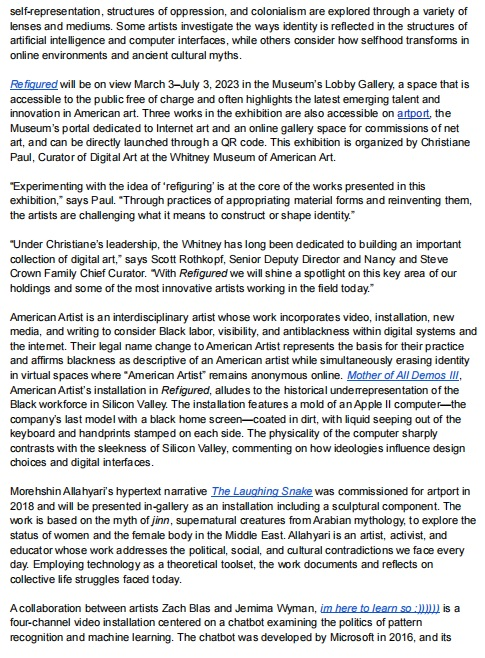 self-representation, structures of oppression, and colonialism are explored through a variety of
lenses and mediums. Some artists investigate the ways identity is reflected in the structures of
artificial intelligence and computer interfaces, while others consider how selfhood transforms in
online environments and ancient cultural myths.
Refigured will be on view March 3–July 3, 2023 in the Museum's Lobby Gallery, a space that is
accessible to the public free of charge and often highlights the latest emerging talent and
innovation in American art. Three works in the exhibition are also accessible on artport, the
Museum's portal dedicated to Internet art and an online gallery space for commissions of net
art, and can be directly launched through a QR code. This exhibition is organized by Christiane
Paul, Curator of Digital Art at the Whitney Museum of American Art.
“Experimenting with the idea of 'refiguring' is at the core of the works presented in this
exhibition,” says Paul. “Through practices of appropriating material forms and reinventing them,
the artists are challenging what it means to construct or shape identity.”
“Under Christiane's leadership, the Whitney has long been dedicated to building an important
collection of digital art,” says Scott Rothkopf, Senior Deputy Director and Nancy and Steve
Crown Family Chief Curator. “With Refigured we will shine a spotlight on this key area of our
holdings and some of the most innovative artists working in the field today.”
American Artist is an interdisciplinary artist whose work incorporates video, installation, new
media, and writing to consider Black labor, visibility, and antiblackness within digital systems and
the internet. Their legal name change to American Artist represents the basis for their practice
and affirms blackness as descriptive of an American artist while simultaneously erasing identity
in virtual spaces where “American Artist” remains anonymous online. Mother of All Demos III,
American Artist's installation in Refigured, alludes to the historical underrepresentation of the
Black workforce in Silicon Valley. The installation features a mold of an Apple II computer—the
company's last model with a black home screen—coated in dirt, with liquid seeping out of the
keyboard and handprints stamped on each side. The physicality of the computer sharply
contrasts with the sleekness of Silicon Valley, commenting on how ideologies influence design
choices and digital interfaces.
Morehshin Allahyari's hypertext narrative The Laughing Snake was commissioned for artport in
2018 and will be presented in-gallery as an installation including a sculptural component. The
work is based on the myth of jinn, supernatural creatures from Arabian mythology, to explore the
status of women and the female body in the Middle East. Allahyari is an artist, activist, and
educator whose work addresses the political, social, and cultural contradictions we face every
day. Employing technology as a theoretical toolset, the work documents and reflects on
collective life struggles faced today.
A collaboration between artists Zach Blas and Jemima Wyman, im here to learn so :)))))) is a
four-channel video installation centered on a chatbot examining the politics of pattern
recognition and machine learning. The chatbot was developed by Microsoft in 2016, and its